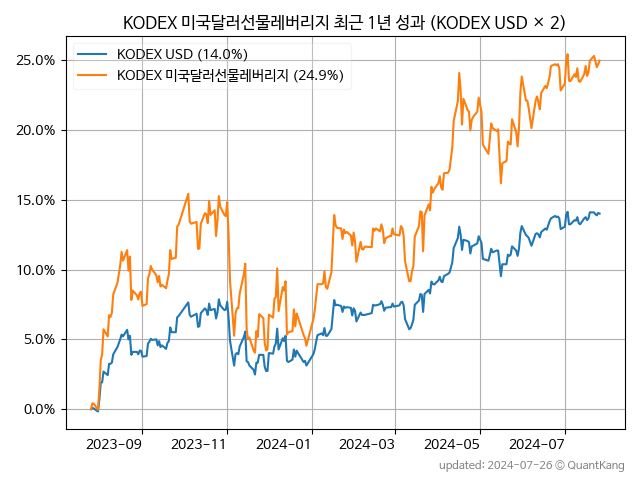 KODEX 미국달러선물레버리지 최근 1년 성과 (KODEX USD × 2)
KODEX USD (14.0%)
KODEX 미국달러선물레버리지 (24.9%)
25.0%
20.0%
15.0%
10.0%
5.0%
0.0%
2023-09 2023-11 2024-01 2024-03 2024-05 2024-07
updated: 2024-07-26 © QuantKang